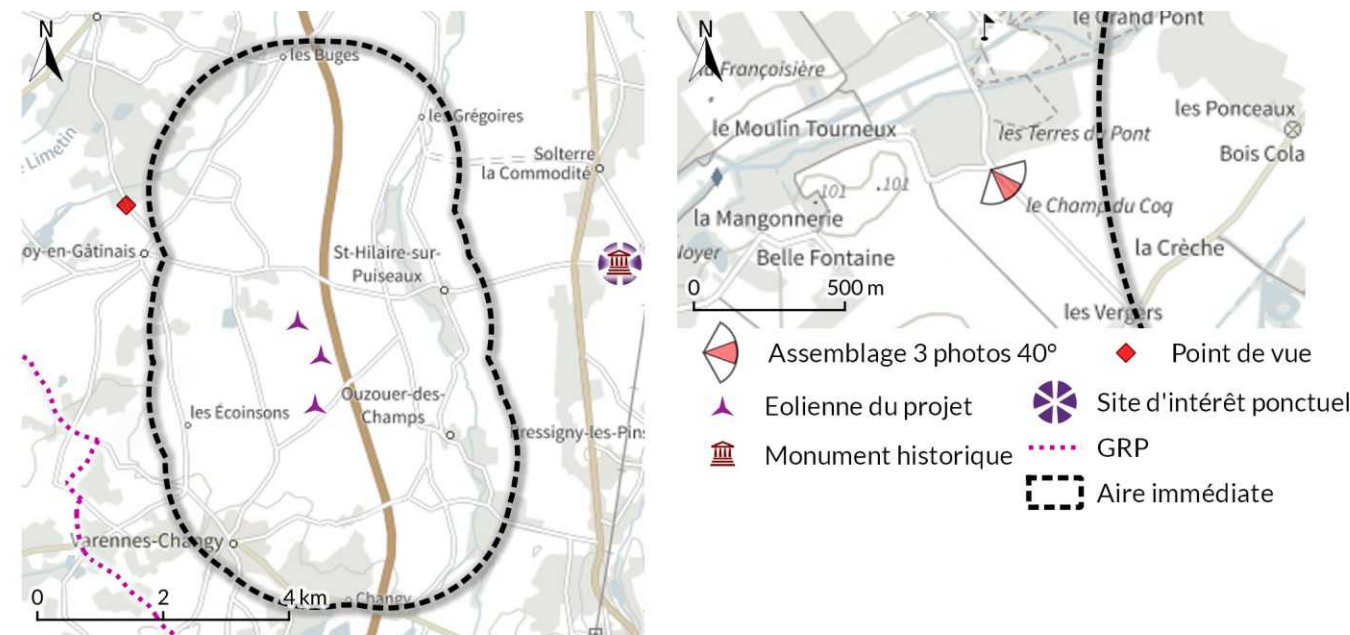 N
les Buges
les Grégoires
Limetin
Solterre
la Commodité
oy-en-Gâtinais
St-Hilaire-sur-
Puiseaux
les Écoinsons
Ouzouer-des-
Champs
ressigny-les-Pins
Varennes-Changy
Changy
0 2 4 km
N
le Grand Pont
la Françoisière
les Ponceaux
le Moulin Tourneux
les Terres du Pont
Bois Cola
101
.101
le Champ du Coq
la Mangonnerie
la Crèche
Noyer
Belle Fontaine
0 500 m
les Vergers
Assemblage 3 photos 40°
Point de vue
Eolienne du projet
Site d'intérêt ponctuel
Monument historique
GRP
Aire immédiate